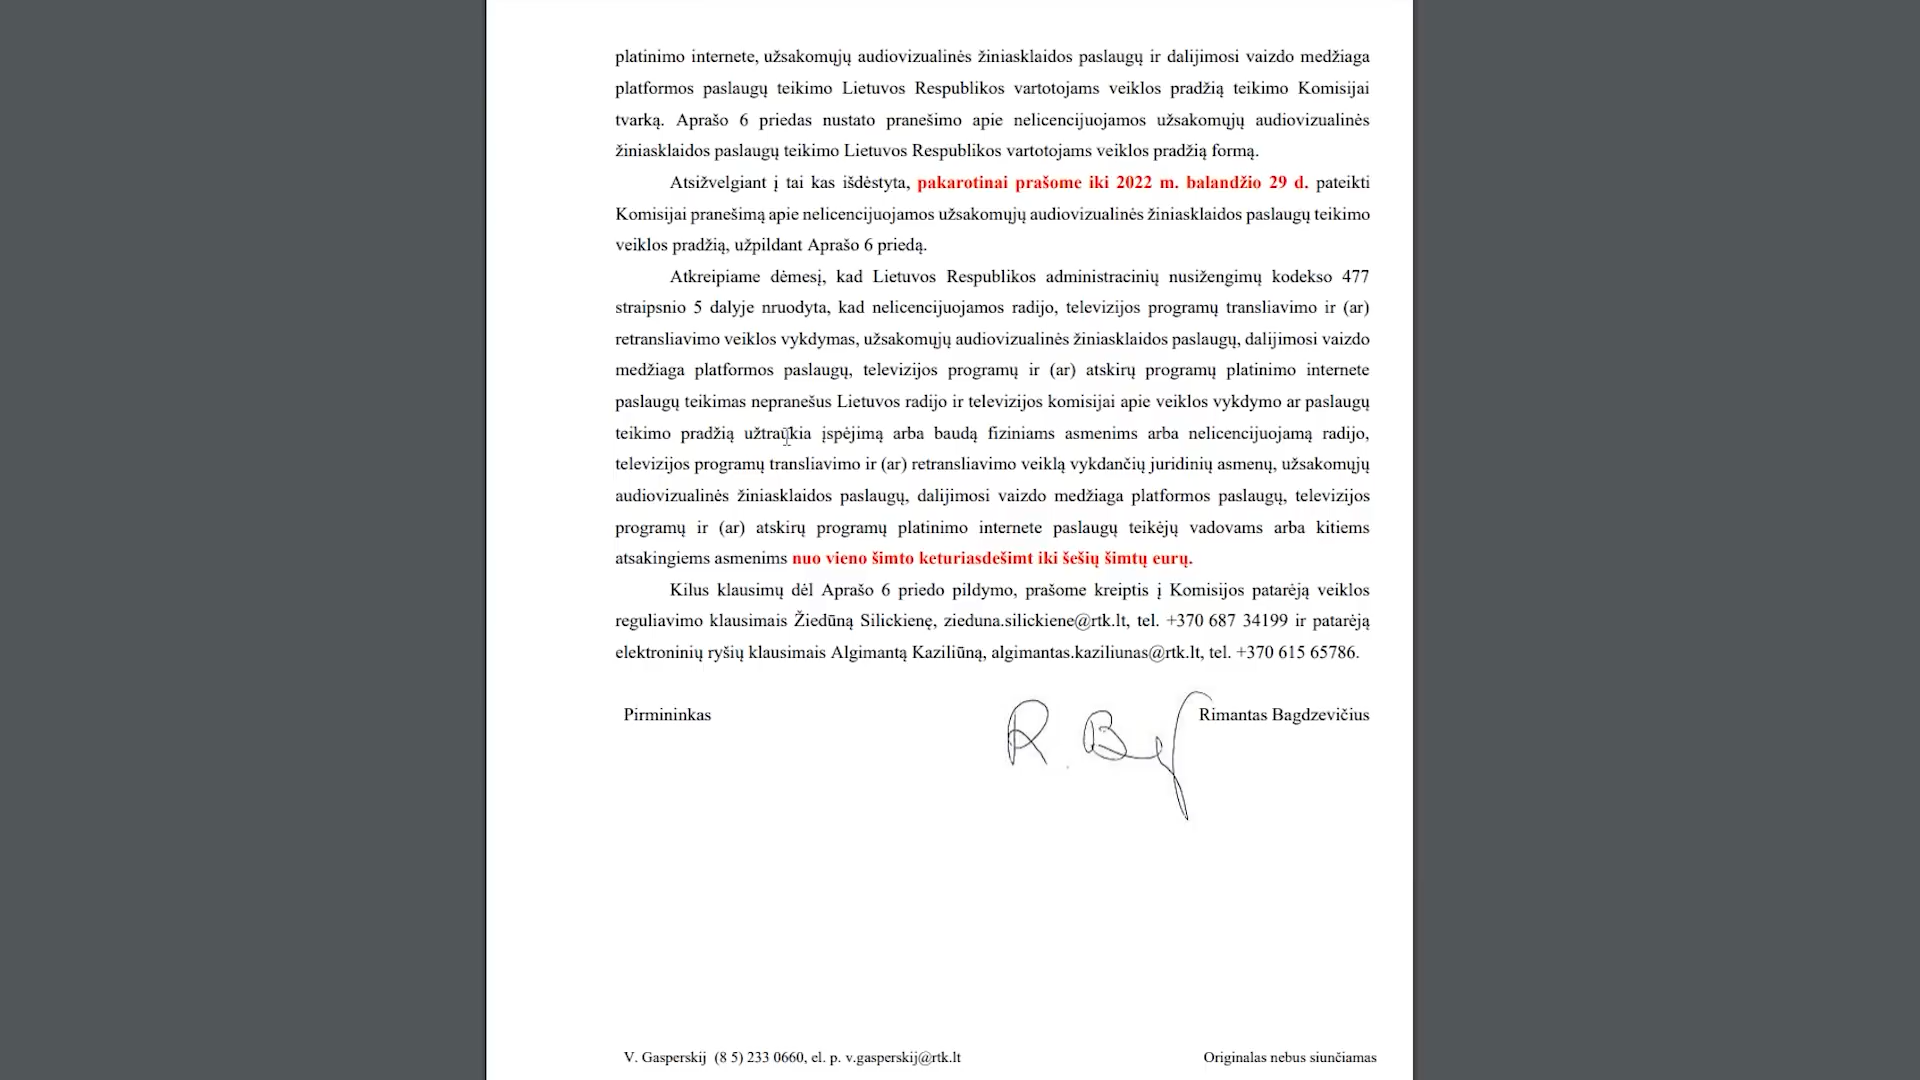 platinimo internete, užsakomųjų audiovizualinės žiniasklaidos paslaugų ir dalijimosi vaizdo medžiaga
platformos paslaugų teikimo Lietuvos Respublikos vartotojams veiklos pradžią teikimo Komisijai
tvarką. Aprašo 6 priedas nustato pranešimo apie nelicencijuojamos užsakomųjų audiovizualinės
žiniasklaidos paslaugų teikimo Lietuvos Respublikos vartotojams veiklos pradžią formą.
Atsižvelgiant į tai kas išdėstyta, pakarotinai prašome iki 2022 m. balandžio 29 d. pateikti
Komisijai pranešimą apie nelicencijuojamos užsakomųjų audiovizualinės žiniasklaidos paslaugų teikimo
veiklos pradžią, užpildant Aprašo 6 priedą.
Atkreipiame dėmesį, kad Lietuvos Respublikos administracinių nusižengimų kodekso 477
straipsnio 5 dalyje nruodyta, kad nelicencijuojamos radijo, televizijos programų transliavimo ir (ar)
retransliavimo veiklos vykdymas, užsakomųjų audiovizualinės žiniasklaidos paslaugų, dalijimosi vaizdo
medžiaga platformos paslaugų, televizijos programų ir (ar) atskirų programų platinimo internete
paslaugų teikimas nepranešus Lietuvos radijo ir televizijos komisijai apie veiklos vykdymo ar paslaugų
teikimo pradžią užtraukia įspėjimą arba baudą fiziniams asmenims arba nelicencijuojamą radijo,
televizijos programų transliavimo ir (ar) retransliavimo veiklą vykdančių juridinių asmenų, užsakomųjų
audiovizualinės žiniasklaidos paslaugų, dalijimosi vaizdo medžiaga platformos paslaugų, televizijos
programų ir (ar) atskirų programų platinimo internete paslaugų teikėjų vadovams arba kitiems
atsakingiems asmenims nuo vieno šimto keturiasdešimt iki šešių šimtų eurų.
Kilus klausimų dėl Aprašo 6 priedo pildymo, prašome kreiptis į Komisijos patarėją veiklos
reguliavimo klausimais Žiedūną Silickienę, zieduna.silickiene@rtk.lt, tel. +370 687 34199 ir patarėją
elektroninių ryšių klausimais Algimantą Kaziliūną, algimantas.kaziliunas@rtk.lt, tel. +370 615 65786.
Pirmininkas Rimantas Bagdzevičius
V. Gasperskij (8 5) 233 0660, el. p. v.gasperskij@rtk.lt Originalas nebus siunčiamas